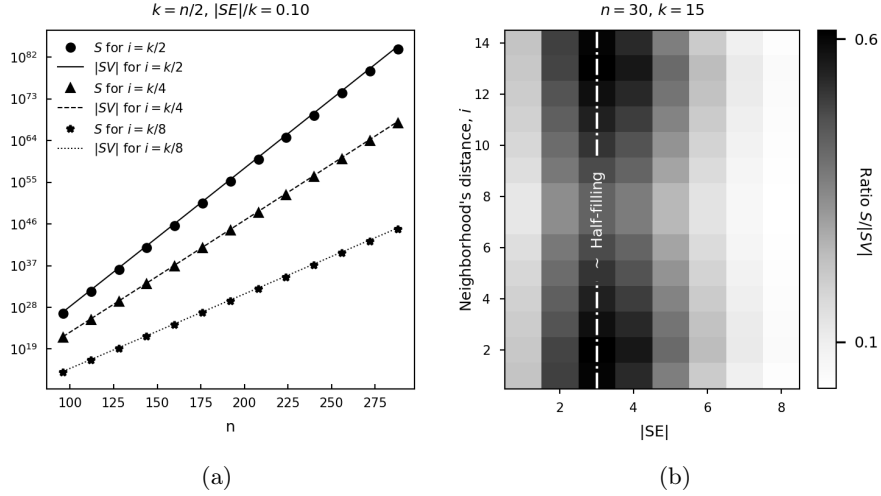 k = n/2, |SE|/k = 0.10
S for i = k/2
|SV| for i = k/2
S for i = k/4
|SV| for i = k/4
S for i = k/8
|SV| for i = k/8
10^82
10^73
10^64
10^55
10^46
10^37
10^28
10^19
100 125 150 175 200 225 250 275
n
(a)
n = 30, k = 15
Neighborhood's distance, i
14
12
10
8
6
4
2
~ Half-filling
2 4 6 8
|SE|
0.6
0.1
Ratio S/|SV|
(b)